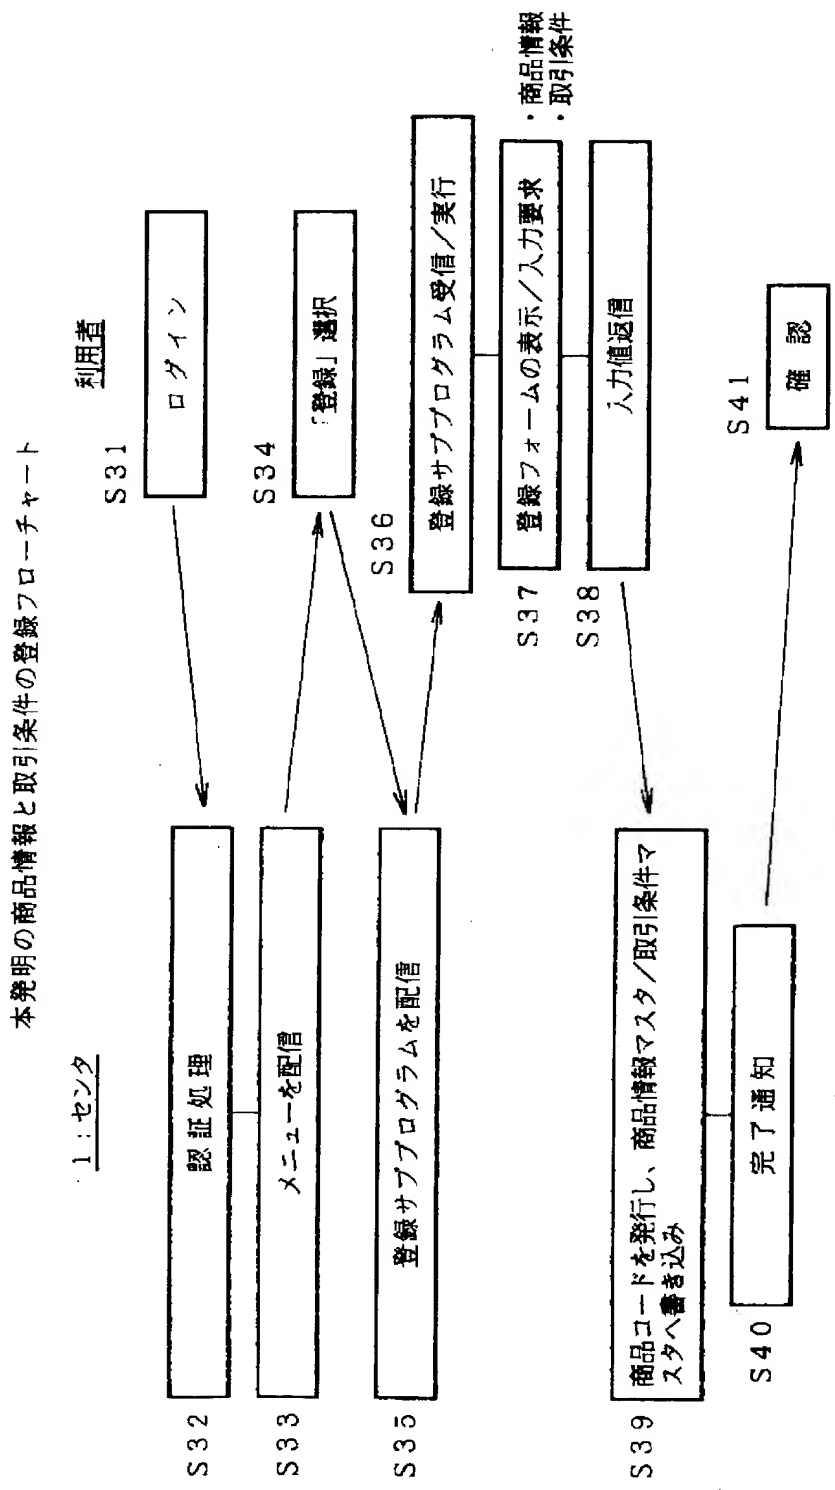 本発明の商品情報と取引条件の登録フローチャート
1:センタ
利用者
S31
ログイン
S32
認証処理
S33
メニューを配信
S34
「登録」選択
S35
登録サブプログラムを配信
S36
登録サブプログラム受信/実行
S37
登録フォームの表示/入力要求
・商品情報
・取引条件
S38
入力値返信
S39
商品コードを発行し、商品情報マスタ/取引条件マ
スタへ書き込み
S40
完了通知
S41
確認